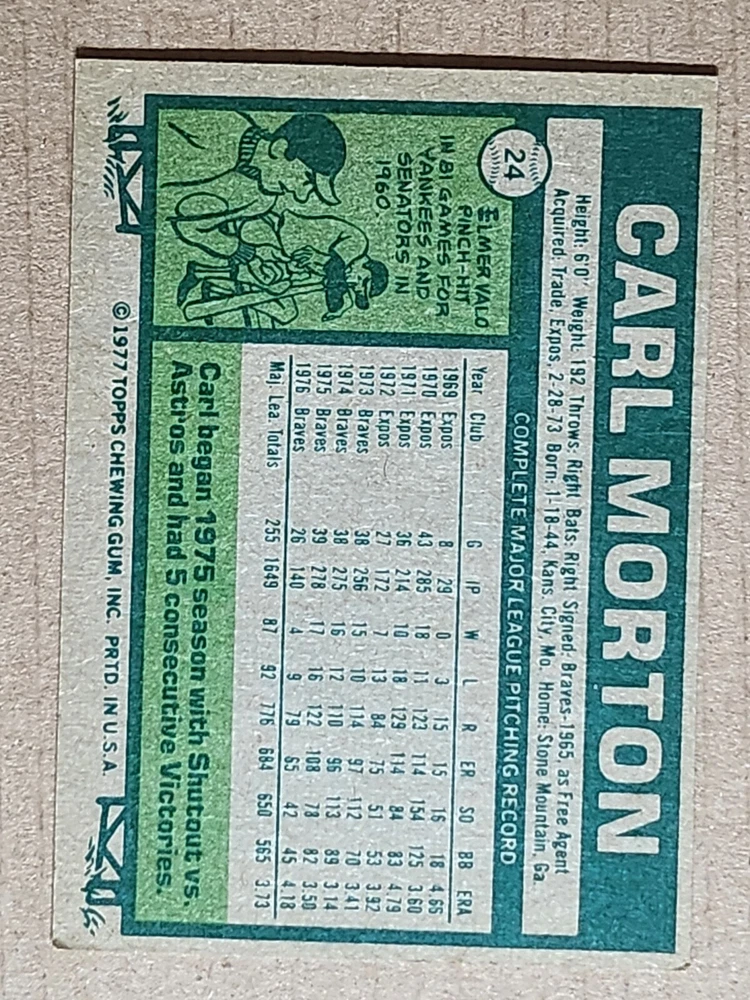 CARL MORTON
24
Height: 6'0" Weight: 192 Throws: Right Bats: Right Signed: Braves-1965, as Free Agent
Acquired: Trade, Expos, 2-28-73 Born: 1-18-44, Kans. City, Mo. Home: Stone Mountain, Ga.
COMPLETE MAJOR LEAGUE PITCHING RECORD
Year Club G IP W L R ER SO BB ERA
1969 Expos 8 29 0 3 15 15 16 18 4.66
1970 Expos 43 285 18 11 123 114 154 125 3.60
1971 Expos 36 214 10 18 129 114 84 83 4.79
1972 Expos 27 172 7 13 84 75 51 53 3.92
1973 Braves 38 256 15 10 114 97 112 70 3.41
1974 Braves 38 275 16 12 110 96 113 89 3.14
1975 Braves 39 278 17 16 122 108 78 82 3.50
1976 Braves 26 140 4 9 79 65 42 45 4.18
Maj. Lea. Totals 255 1649 87 92 776 684 650 565 3.73
ELMER VALO
PINCH-HIT
IN 81 GAMES FOR
YANKEES AND
SENATORS IN
1960.
Carl began 1975 season with Shutout vs.
Astros and had 5 consecutive Victories.
© 1977 TOPPS CHEWING GUM, INC. PRTD. IN U.S.A.